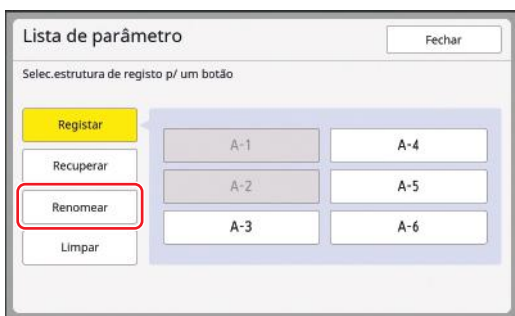 Lista de parâmetro
Fechar
Selec.estrutura de registo p/ um botão
Registar
Recuperar
Renomear
Limpar
A-1
A-4
A-2
A-5
A-3
A-6